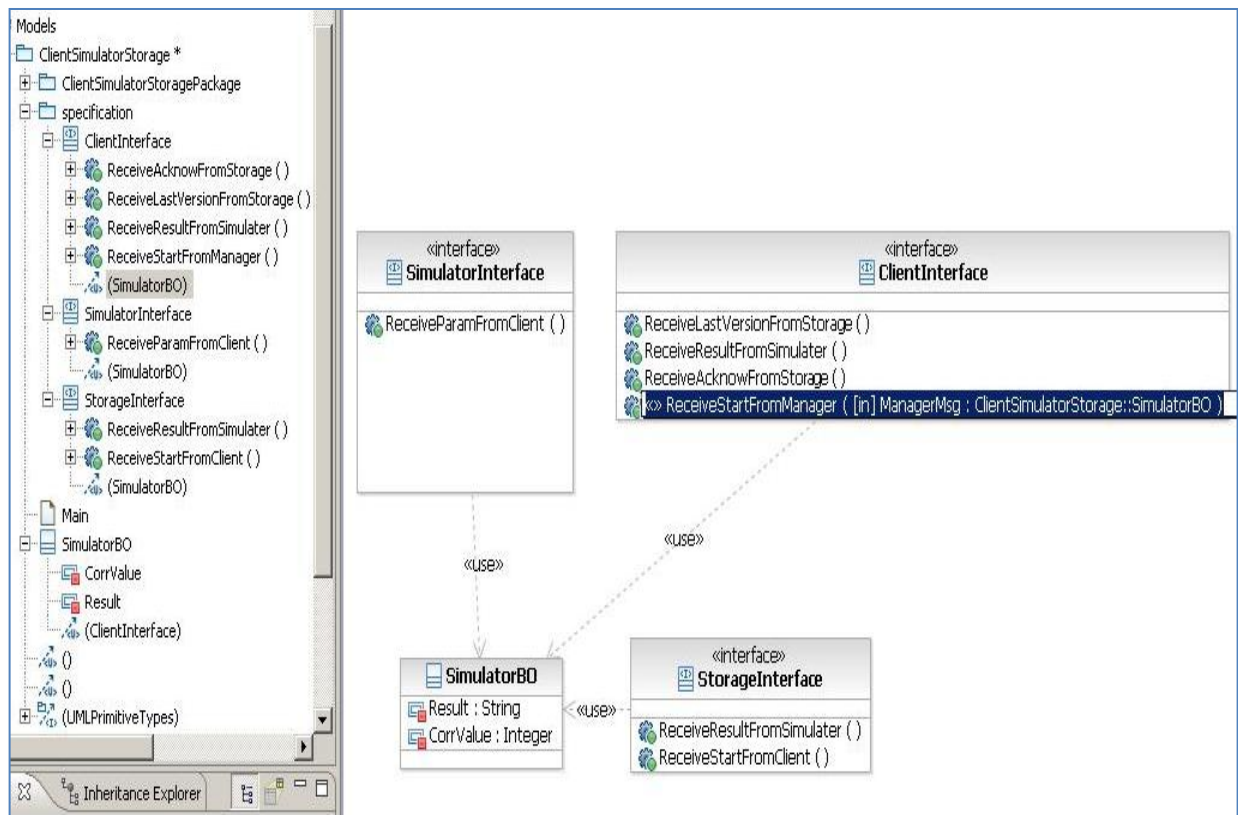 Models
ClientSimulatorStorage *
ClientSimulatorStoragePackage
specification
ClientInterface
ReceiveAcknowFromStorage ( )
ReceiveLastVersionFromStorage ( )
ReceiveResultFromSimulater ( )
ReceiveStartFromManager ( )
(SimulatorBO)
SimulatorInterface
ReceiveParamFromClient ( )
(SimulatorBO)
StorageInterface
ReceiveResultFromSimulater ( )
ReceiveStartFromClient ( )
(SimulatorBO)
Main
SimulatorBO
CorrValue
Result
(ClientInterface)
()
()
(UMLPrimitiveTypes)
Inheritance Explorer
«interface»
SimulatorInterface
ReceiveParamFromClient ( )
«interface»
ClientInterface
ReceiveLastVersionFromStorage ( )
ReceiveResultFromSimulater ( )
ReceiveAcknowFromStorage ( )
«» ReceiveStartFromManager ( [in] ManagerMsg : ClientSimulatorStorage::SimulatorBO )
«use»
«use»
SimulatorBO
Result : String
CorrValue : Integer
«use»
«interface»
StorageInterface
ReceiveResultFromSimulater ( )
ReceiveStartFromClient ( )